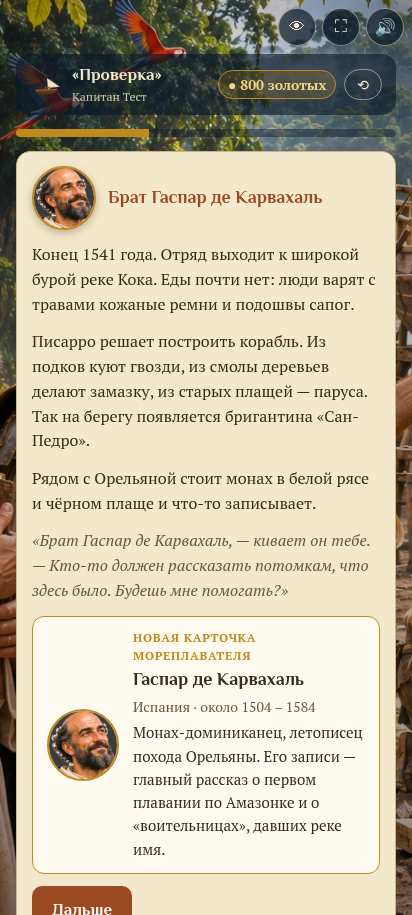 «Проверка»
Капитан Тест
● 800 золотых
Брат Гаспар де Карвахаль
Конец 1541 года. Отряд выходит к широкой
бурой реке Кока. Еды почти нет: люди варят с
травами кожаные ремни и подошвы сапог.
Писарро решает построить корабль. Из
подков куют гвозди, из смолы деревьев
делают замазку, из старых плащей — паруса.
Так на берегу появляется бригантина «Сан-
Педро».
Рядом с Орельяной стоит монах в белой рясе
и чёрном плаще и что-то записывает.
«Брат Гаспар де Карвахаль, — кивает он тебе.
— Кто-то должен рассказать потомкам, что
здесь было. Будешь мне помогать?»
НОВАЯ КАРТОЧКА
МОРЕПЛАВАТЕЛЯ
Гаспар де Карвахаль
Испания · около 1504 – 1584
Монах-доминиканец, летописец
похода Орельяны. Его записи —
главный рассказ о первом
плавании по Амазонке и о
«воительницах», давших реке
имя.
Дальше